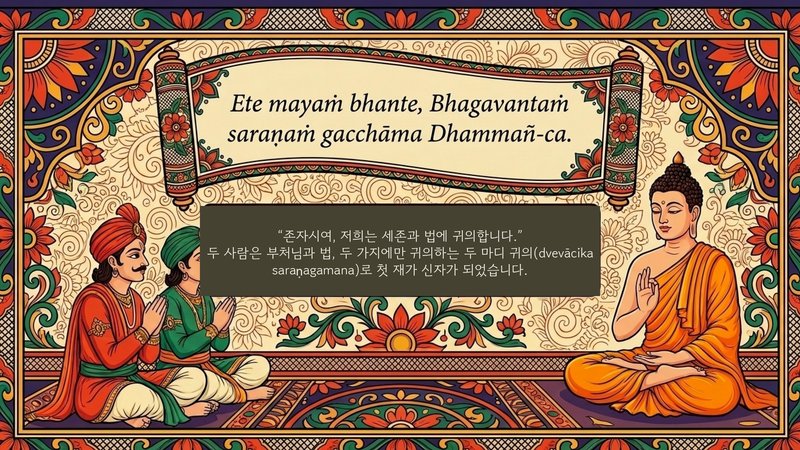 Ete mayaṁ bhante, Bhagavantaṁ
saraṇaṁ gacchāma Dhammañ-ca.
“존자시여, 저희는 세존과 법에 귀의합니다.”
두 사람은 부처님과 법, 두 가지에만 귀의하는 두 마디 귀의(dvevācika
saraṇagamana)로 첫 재가 신자가 되었습니다.